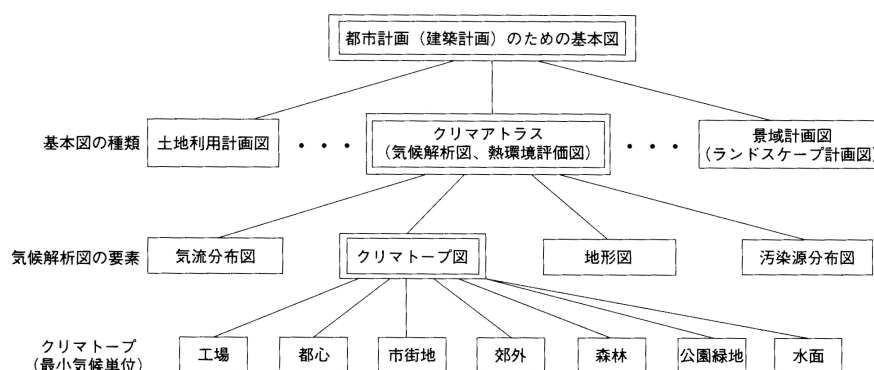 都市計画（建築計画）のための基本図
基本図の種類
土地利用計画図
・・・
クリマアトラス
(気候解析図、熱環境評価図)
・・・
景域計画図
(ランドスケープ計画図)
気候解析図の要素
気流分布図
クリマトープ図
地形図
汚染源分布図
クリマトープ
(最小気候単位)
工場
都心
市街地
郊外
森林
公園緑地
水面